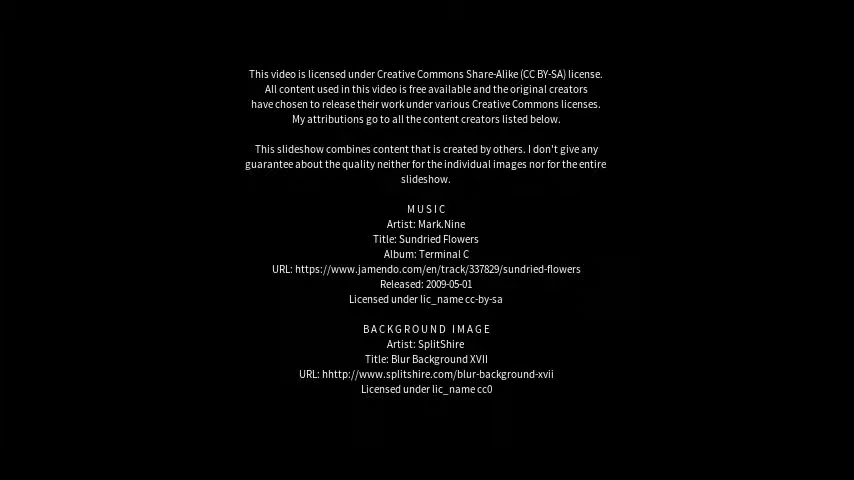 This video is licensed under Creative Commons Share-Alike (CC BY-SA) license.
All content used in this video is free available and the original creators
have chosen to release their work under various Creative Commons licenses.
My attributions go to all the content creators listed below.
This slideshow combines content that is created by others. I don't give any
guarantee about the quality neither for the individual images nor for the entire
slideshow.
MUSIC
Artist: Mark.Nine
Title: Sundried Flowers
Album: Terminal C
URL: https://www.jamendo.com/en/track/337829/sundried-flowers
Released: 2009-05-01
Licensed under lic_name cc-by-sa
BACKGROUND IMAGE
Artist: SplitShire
Title: Blur Background XVII
URL: hhttp://www.splitshire.com/blur-background-xvii
Licensed under lic_name cc0